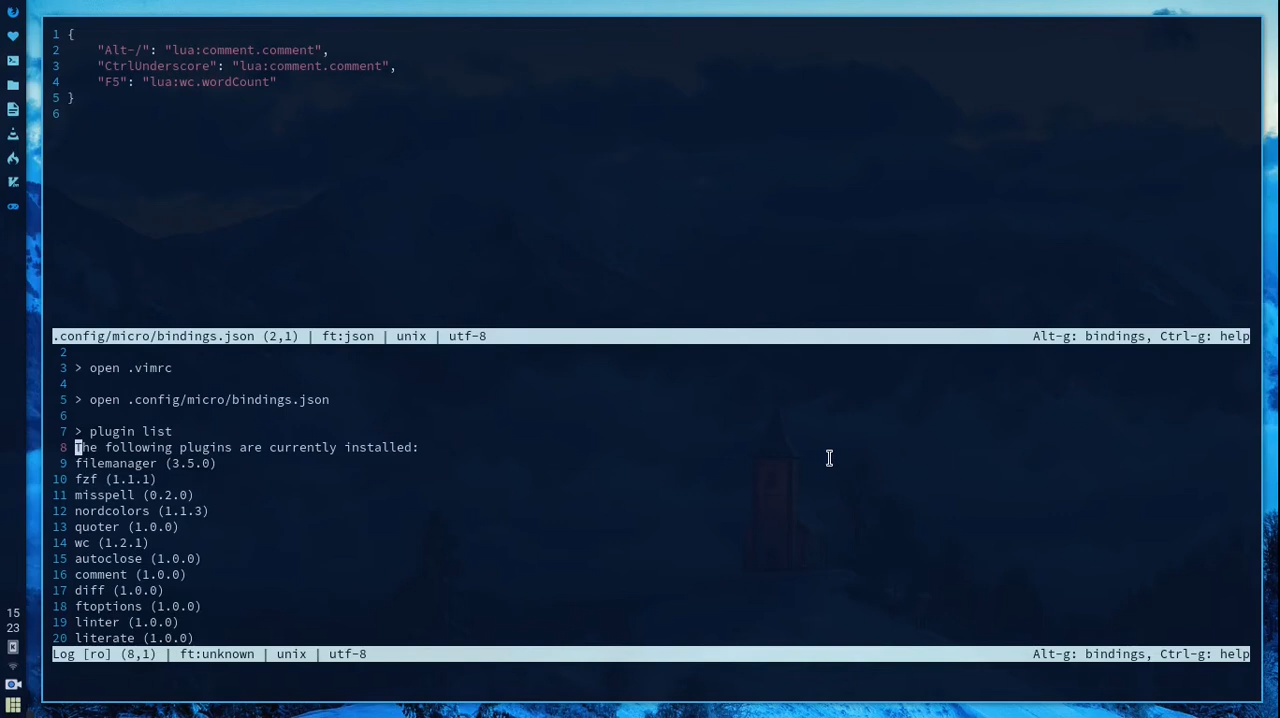 1 {
2     "Alt-/": "lua:comment.comment",
3     "CtrlUnderscore": "lua:comment.comment",
4     "F5": "lua:wc.wordCount"
5 }
6
.config/micro/bindings.json (2,1) | ft:json | unix | utf-8 Alt-g: bindings, Ctrl-g: help
2
3 > open .vimrc
4
5 > open .config/micro/bindings.json
6
7 > plugin list
8 The following plugins are currently installed:
9 filemanager (3.5.0)
10 fzf (1.1.1)
11 misspell (0.2.0)
12 nordcolors (1.1.3)
13 quoter (1.0.0)
14 wc (1.2.1)
15 autoclose (1.0.0)
16 comment (1.0.0)
17 diff (1.0.0)
18 ftoptions (1.0.0)
19 linter (1.0.0)
20 literate (1.0.0)
Log [ro] (8,1) | ft:unknown | unix | utf-8 Alt-g: bindings, Ctrl-g: help
15
23